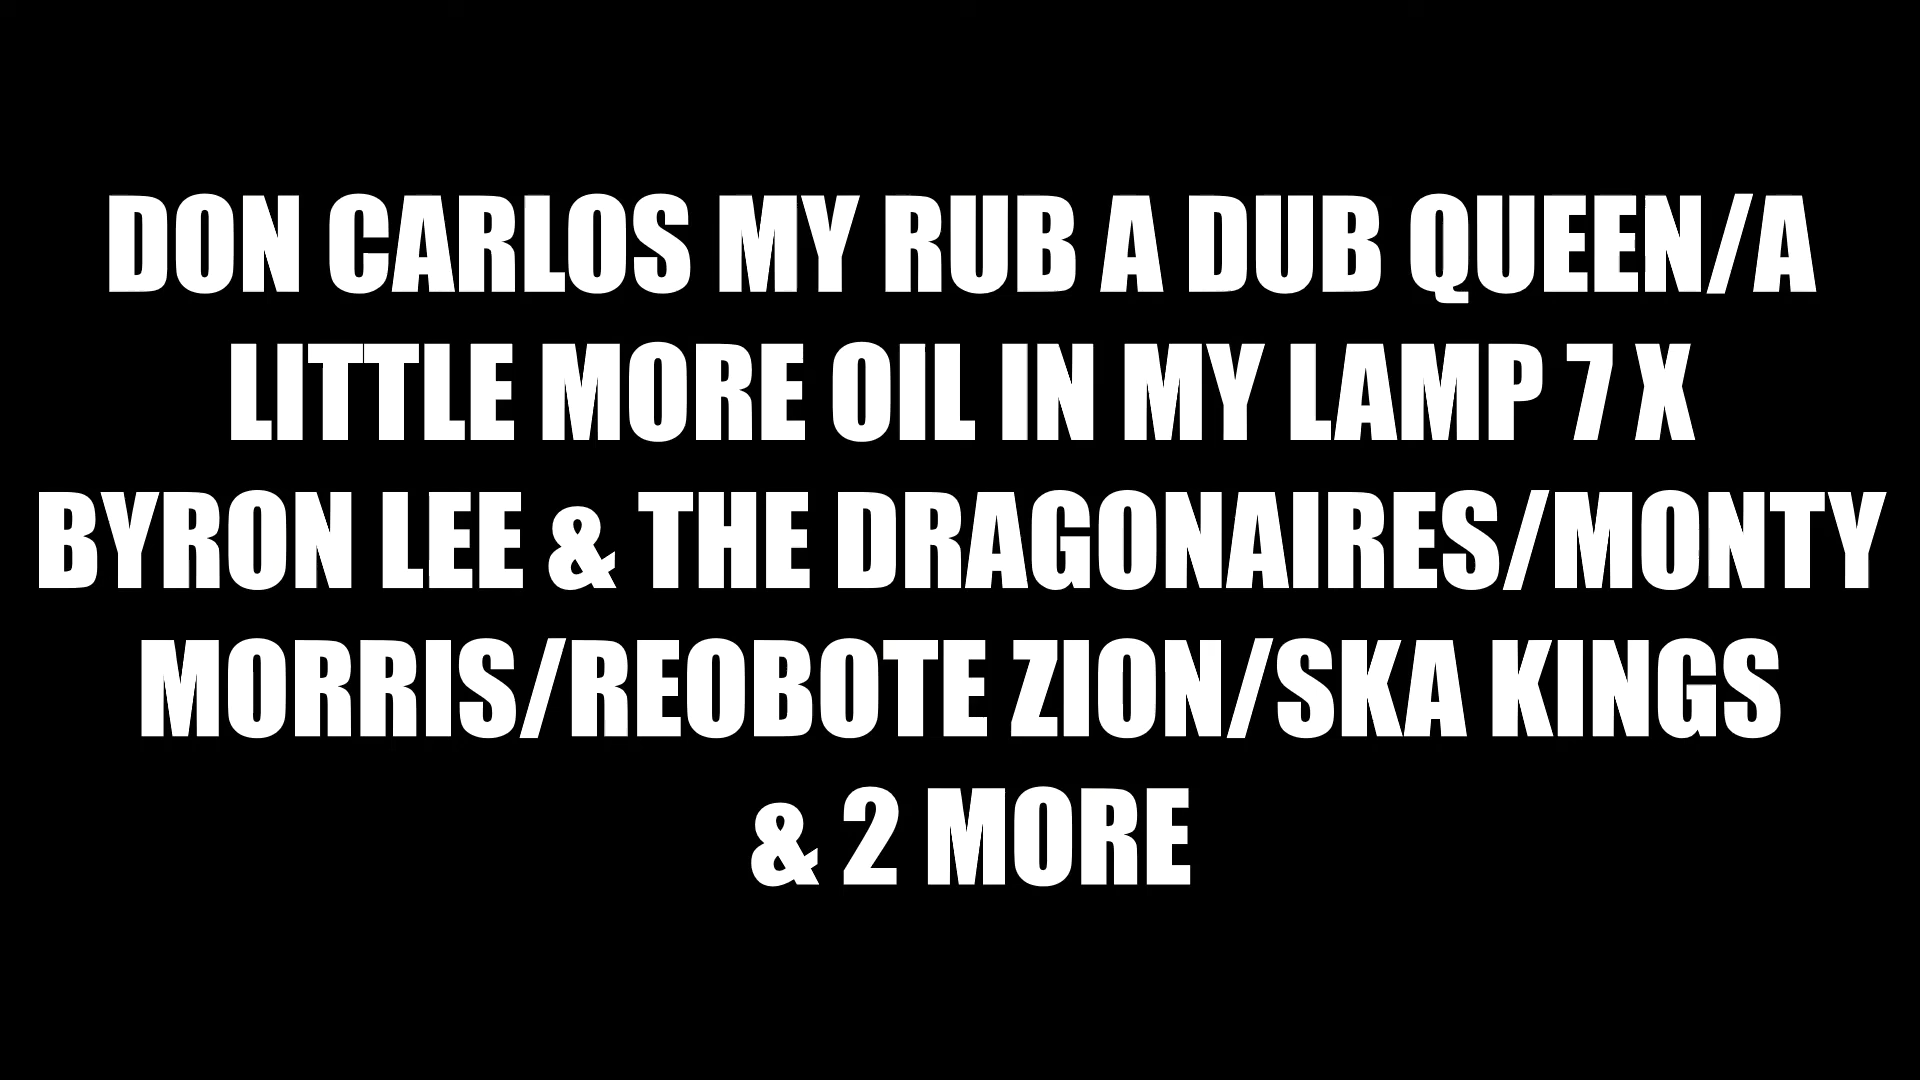 DON CARLOS MY RUB A DUB QUEEN/A
LITTLE MORE OIL IN MY LAMP 7 X
BYRON LEE & THE DRAGONAIRES/MONTY
MORRIS/REOBOTE ZION/SKA KINGS
& 2 MORE